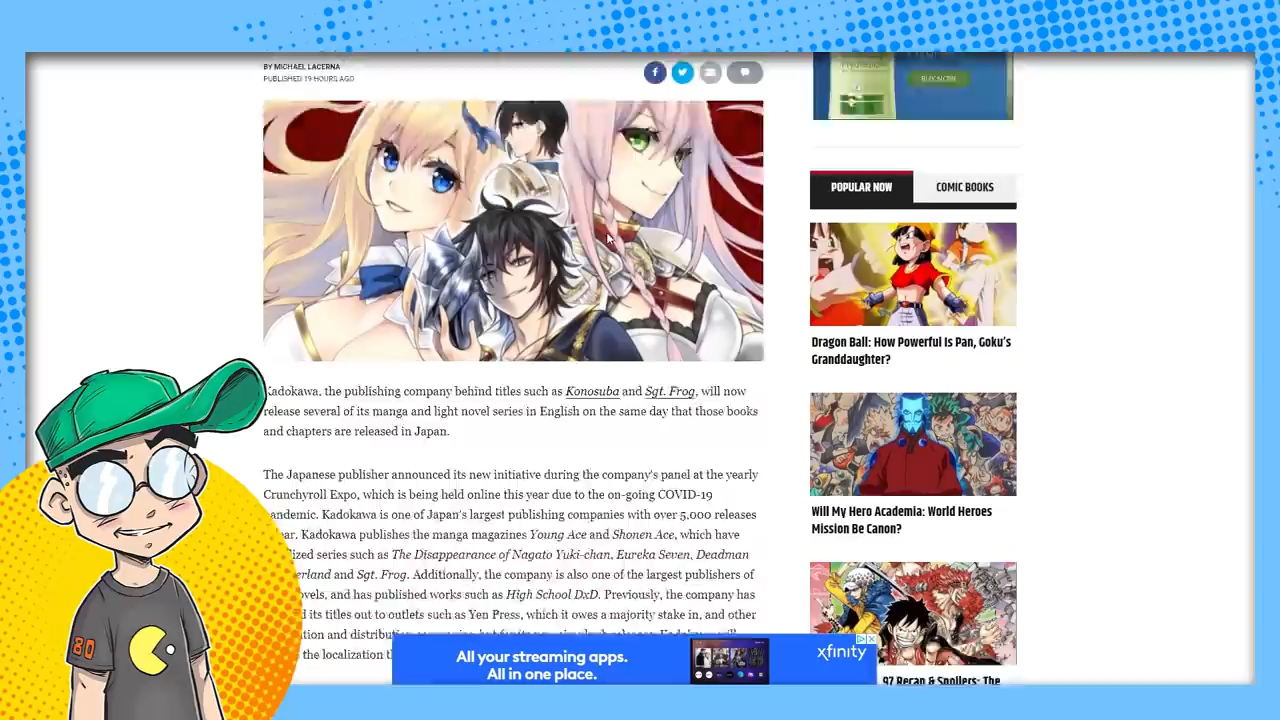 BY MICHAEL LACERNA
PUBLISHED 19 HOURS AGO
Kadokawa, the publishing company behind titles such as Konosuba and Sgt. Frog, will now
release several of its manga and light novel series in English on the same day that those books
and chapters are released in Japan.
The Japanese publisher announced its new initiative during the company's panel at the yearly
Crunchyroll Expo, which is being held online this year due to the on-going COVID-19
pandemic. Kadokawa is one of Japan's largest publishing companies with over 5,000 releases
Kadokawa publishes the manga magazines Young Ace and Shonen Ace, which have
series such as The Disappearance of Nagato Yuki-chan, Eureka Seven, Deadman
and Sgt. Frog. Additionally, the company is also one of the largest publishers of
and has published works such as High School DxD. Previously, the company has
its titles out to outlets such as Yen Press, which it owes a majority stake in, and other
the localization
POPULAR NOW
COMIC BOOKS
Dragon Ball: How Powerful Is Pan, Goku's
Granddaughter?
Will My Hero Academia: World Heroes
Mission Be Canon?
97 Recap & Spoilers: The
All your streaming apps.
All in one place.
xfinity
80